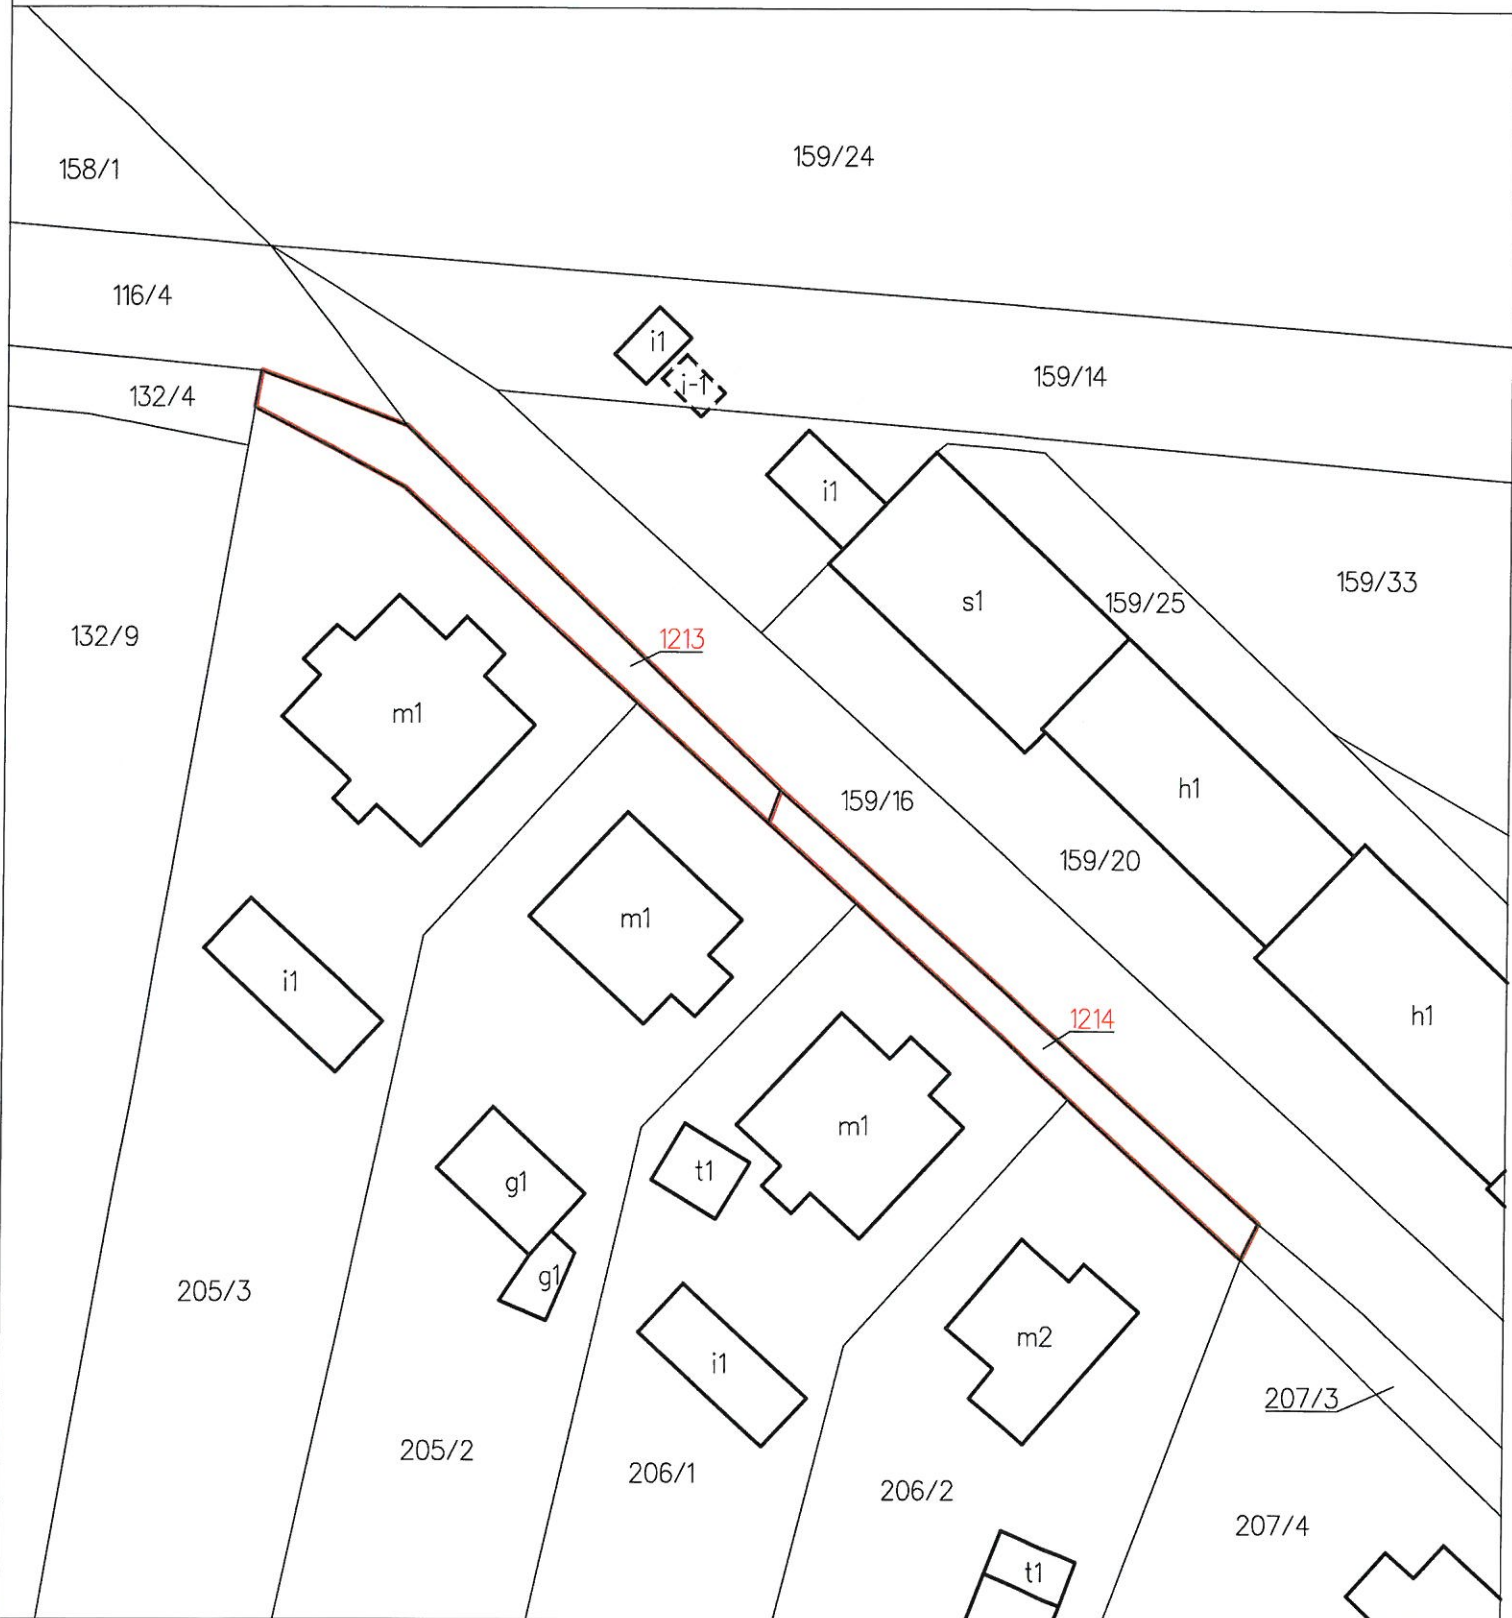 159/24
158/1
116/4
i1
159/14
i-1
132/4
i1
159/33
s1
159/25
132/9
1213
m1
h1
159/16
159/20
m1
i1
h1
1214
m1
t1
g1
g1
205/3
m2
i1
207/3
205/2
206/1
206/2
207/4
t1